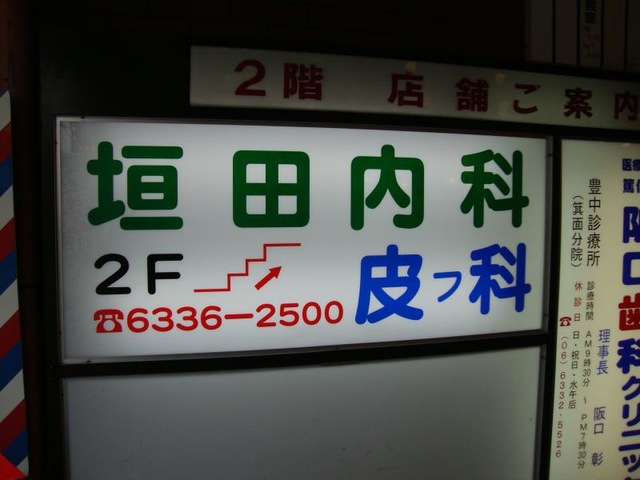 2階 店舗ご案内
垣田内科
2F
皮フ科
☎6336-2500
豊中診療所
(箕面分院)
診療時間 AM9時30分~PM7時30分
休診日 日・祝日・水午后
☎(06)6332-5526
理事長 阪口 彰
阪口歯科クリニッ